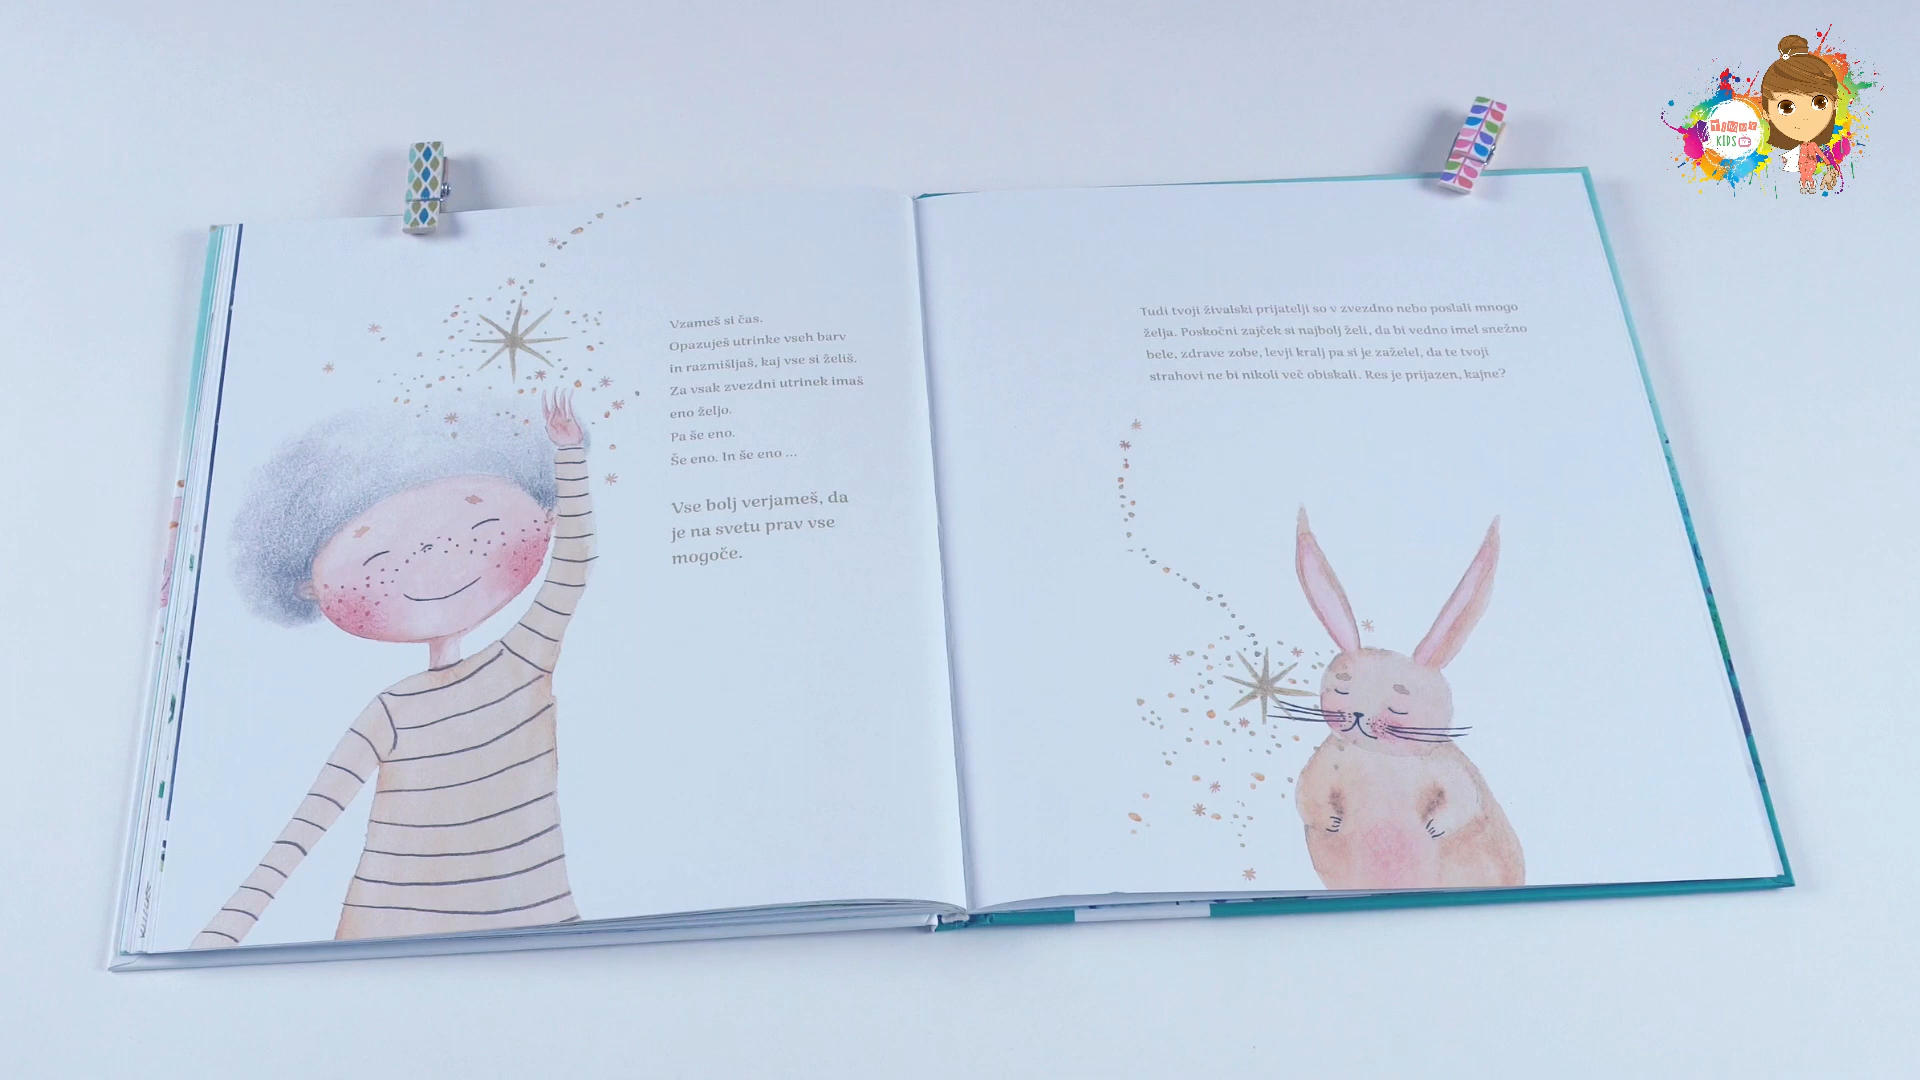 Vzameš si čas.
Opazuješ utrinke vseh barv
in razmišljaš, kaj vse si želiš.
Za vsak zvezdni utrinek imaš
eno željo.
Pa še eno.
Še eno. In še eno ...
Vse bolj verjameš, da
je na svetu prav vse
mogoče.
Tudi tvoji živalski prijatelji so v zvezdno nebo poslali mnogo
želja. Poskočni zajček si najbolj želi, da bi vedno imel snežno
bele, zdrave zobe, levji kralj pa si je zaželel, da te tvoji
strahovi ne bi nikoli več obiskali. Res je prijazen, kajne?
KIDS